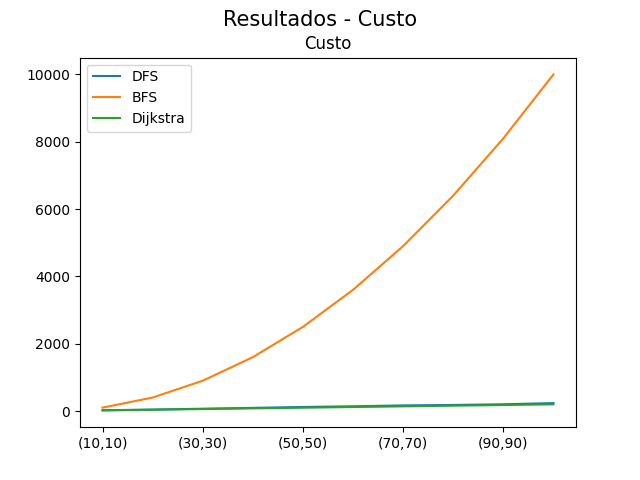 Resultados - Custo
Custo
DFS
BFS
Dijkstra
10000
8000
6000
4000
2000
0
(10,10) (30,30) (50,50) (70,70) (90,90)